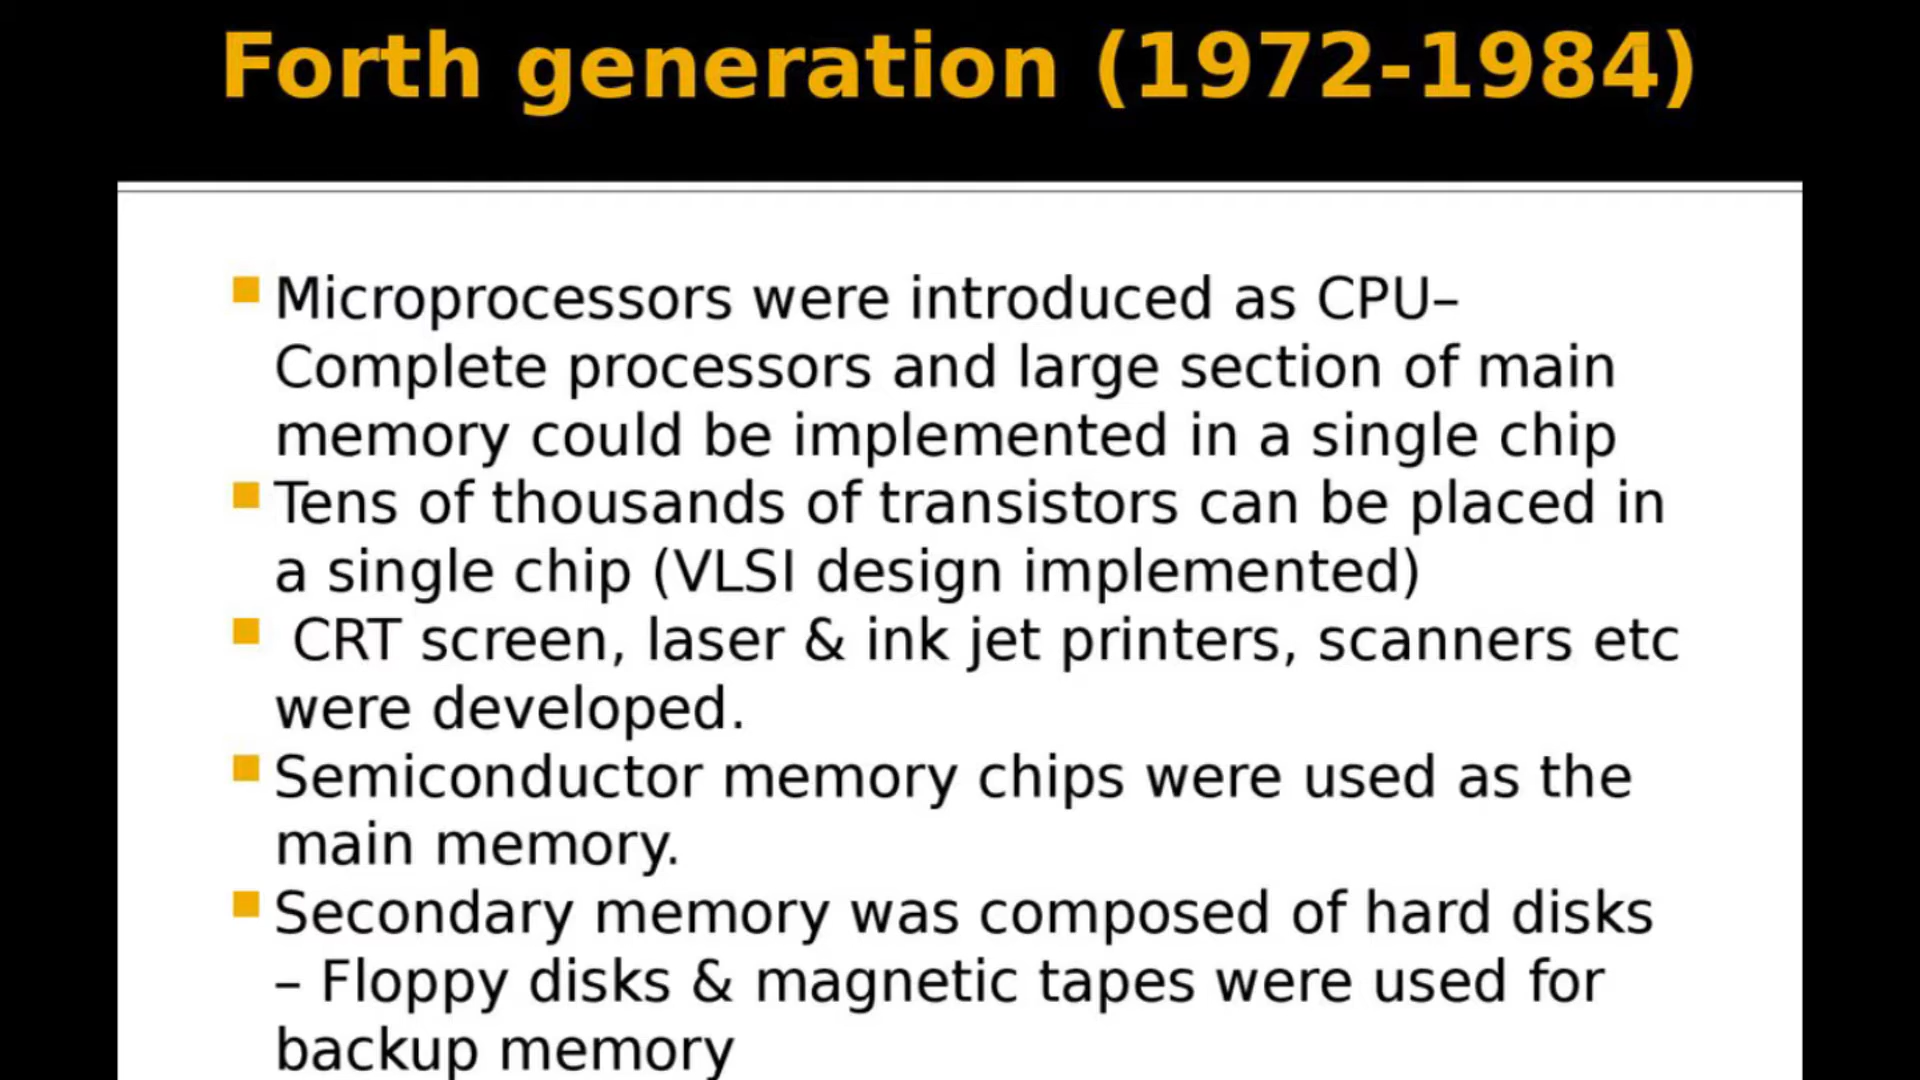 Forth generation (1972-1984)
Microprocessors were introduced as CPU–
Complete processors and large section of main
memory could be implemented in a single chip
Tens of thousands of transistors can be placed in
a single chip (VLSI design implemented)
CRT screen, laser & ink jet printers, scanners etc
were developed.
Semiconductor memory chips were used as the
main memory.
Secondary memory was composed of hard disks
– Floppy disks & magnetic tapes were used for
backup memory